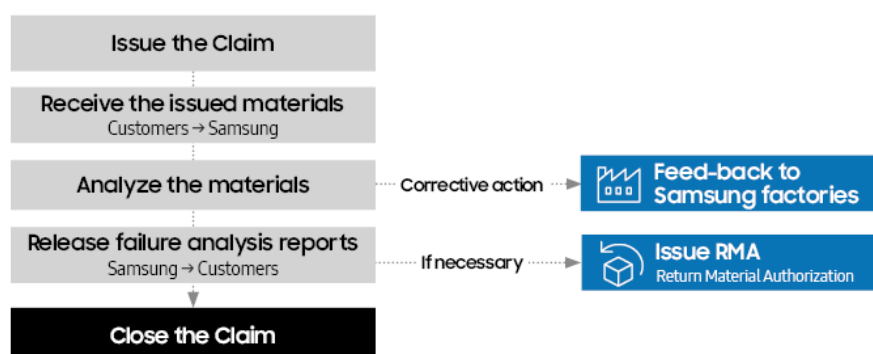 Issue the Claim
Receive the issued materials
Customers → Samsung
Analyze the materials
Corrective action
Feed-back to
Samsung factories
Release failure analysis reports
Samsung → Customers
If necessary
Issue RMA
Return Material Authorization
Close the Claim